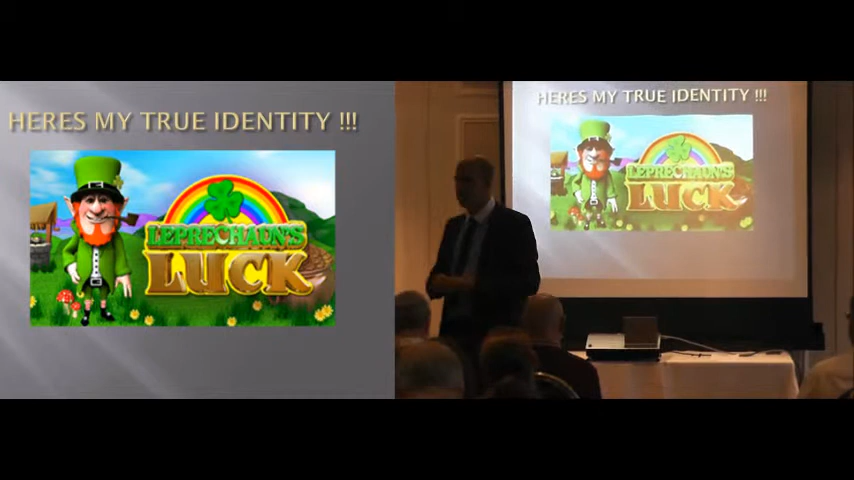 HERES MY TRUE IDENTITY !!!
LEPRECHAUN'S
LUCK
HERES MY TRUE IDENTITY !!!
LEPRECHAUN'S
LUCK